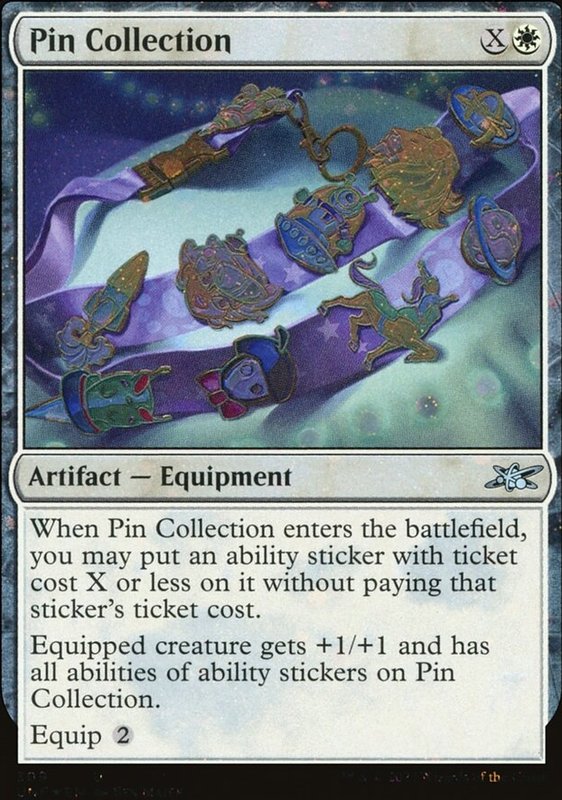 Pin Collection X
Artifact — Equipment
When Pin Collection enters the battlefield,
you may put an ability sticker with ticket
cost X or less on it without paying that
sticker's ticket cost.
Equipped creature gets +1/+1 and has
all abilities of ability stickers on Pin
Collection.
Equip 2